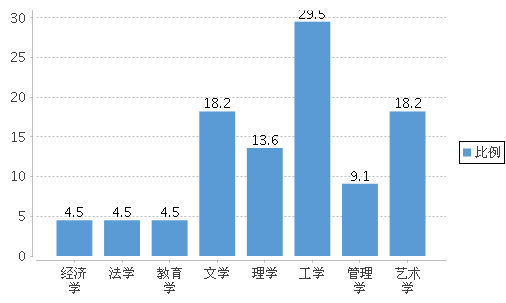 29.5
30
25
20
18.2
18.2
15
13.6
10
9.1
5
4.5
4.5
4.5
0
比例
经济
学
法学
教育
学
文学
理学
工学
管理
学
艺术
学